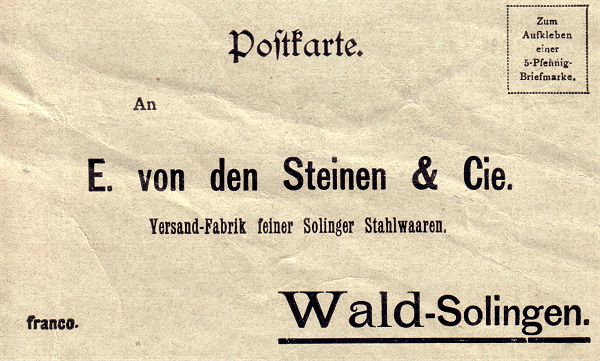 Poſtkarte.
Zum
Aufkleben
einer
5-Pfennig-
Briefmarke.
An
E. von den Steinen & Cie.
Versand-Fabrik feiner Solinger Stahlwaaren.
Wald-Solingen.
franco.